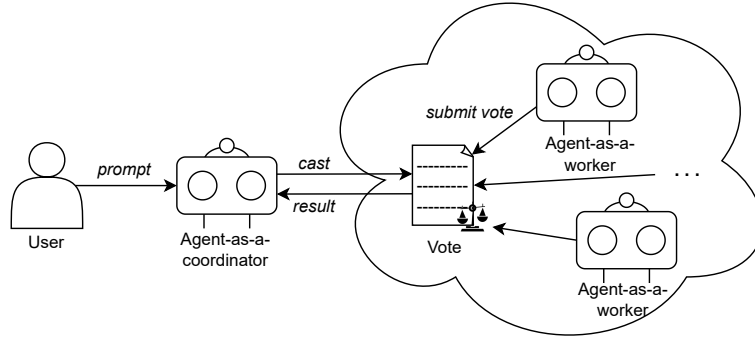 submit vote
Agent-as-a-
worker
prompt
cast
result
...
User
Agent-as-a-
coordinator
Vote
Agent-as-a-
worker